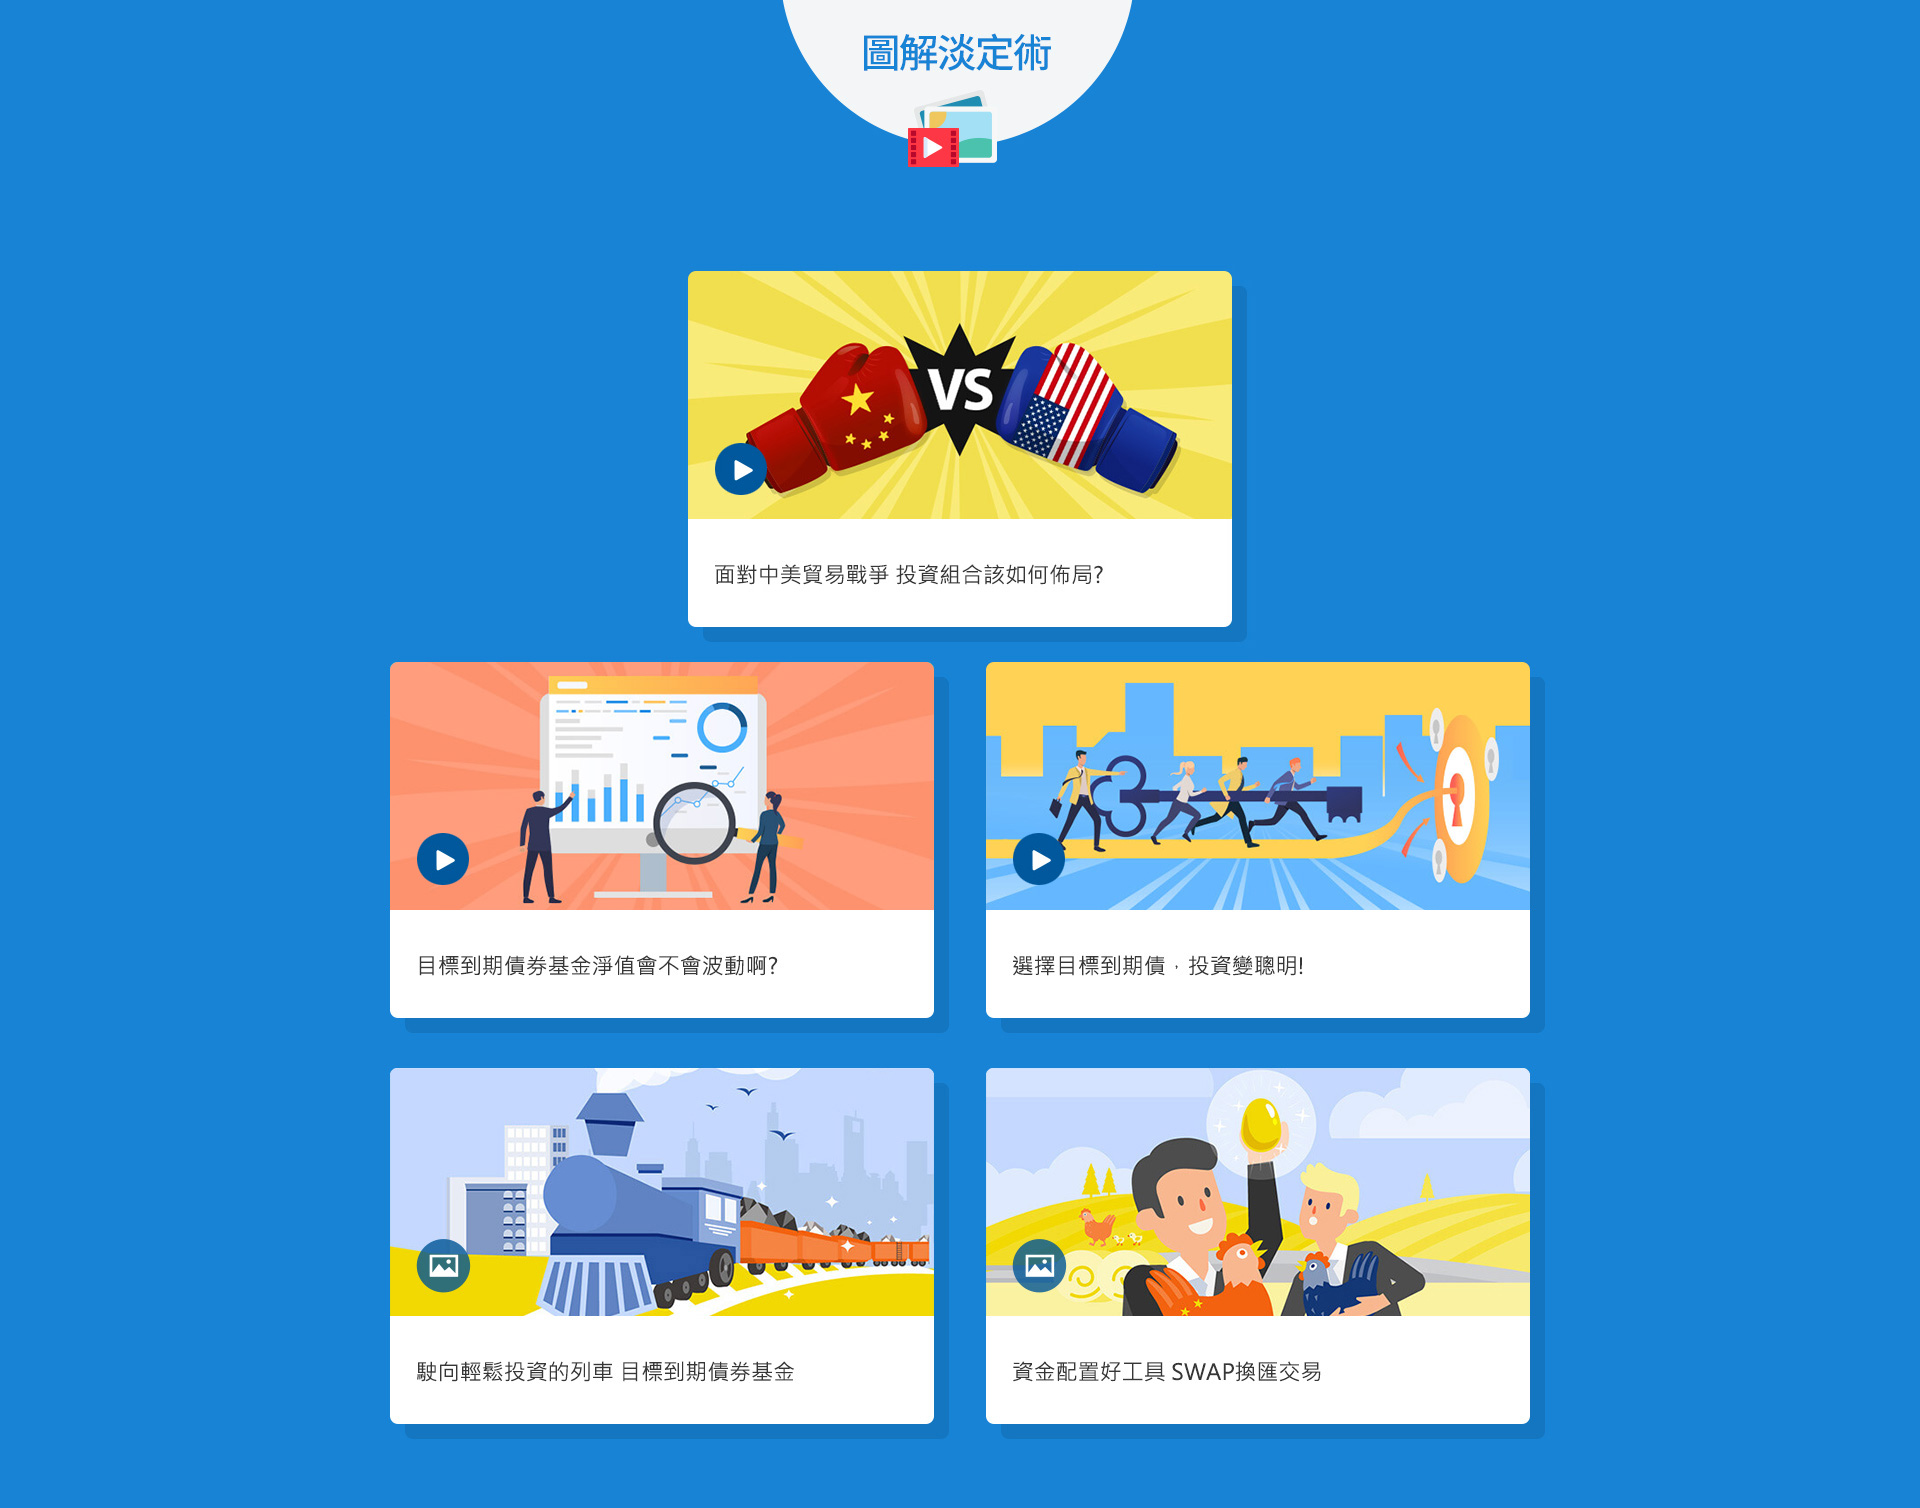 圖解淡定術
VS
面對中美貿易戰爭 投資組合該如何佈局?
目標到期債券基金淨值會不會波動啊?
選擇目標到期債，投資變聰明!
駛向輕鬆投資的列車 目標到期債券基金
資金配置好工具 SWAP換匯交易